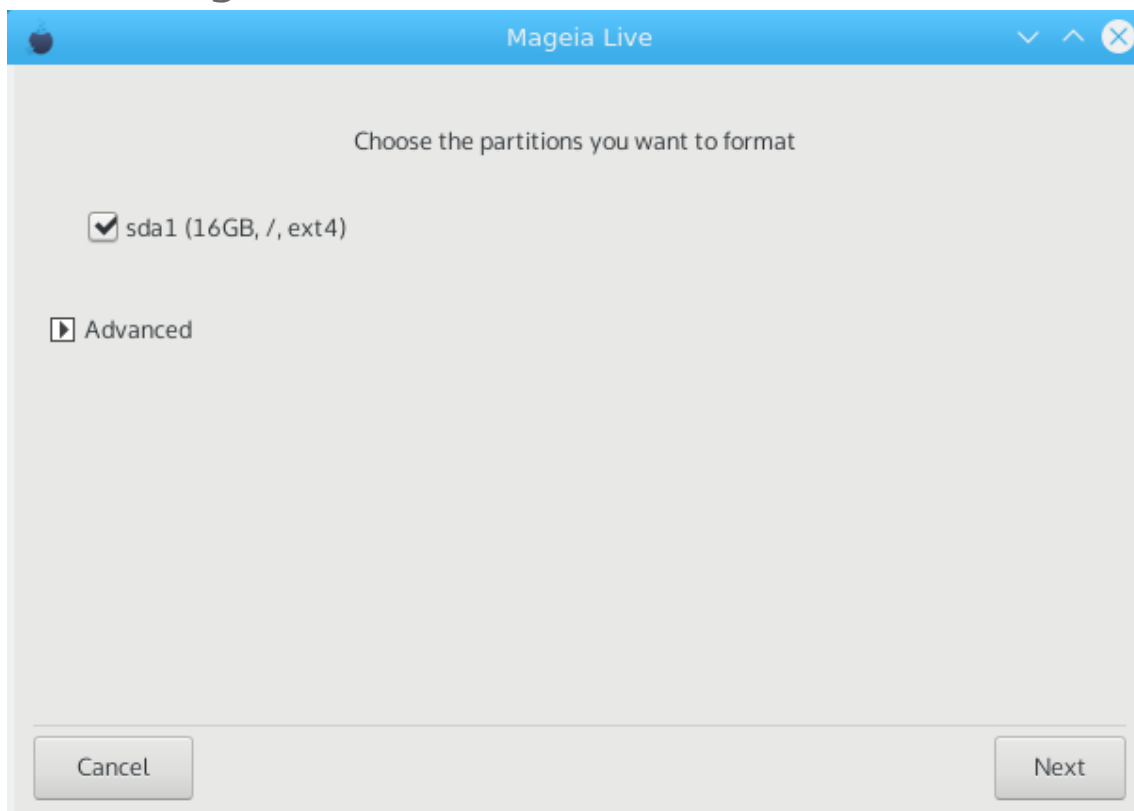 Mageia Live
Choose the partitions you want to format
sda1 (16GB, /, ext4)
Advanced
Cancel
Next